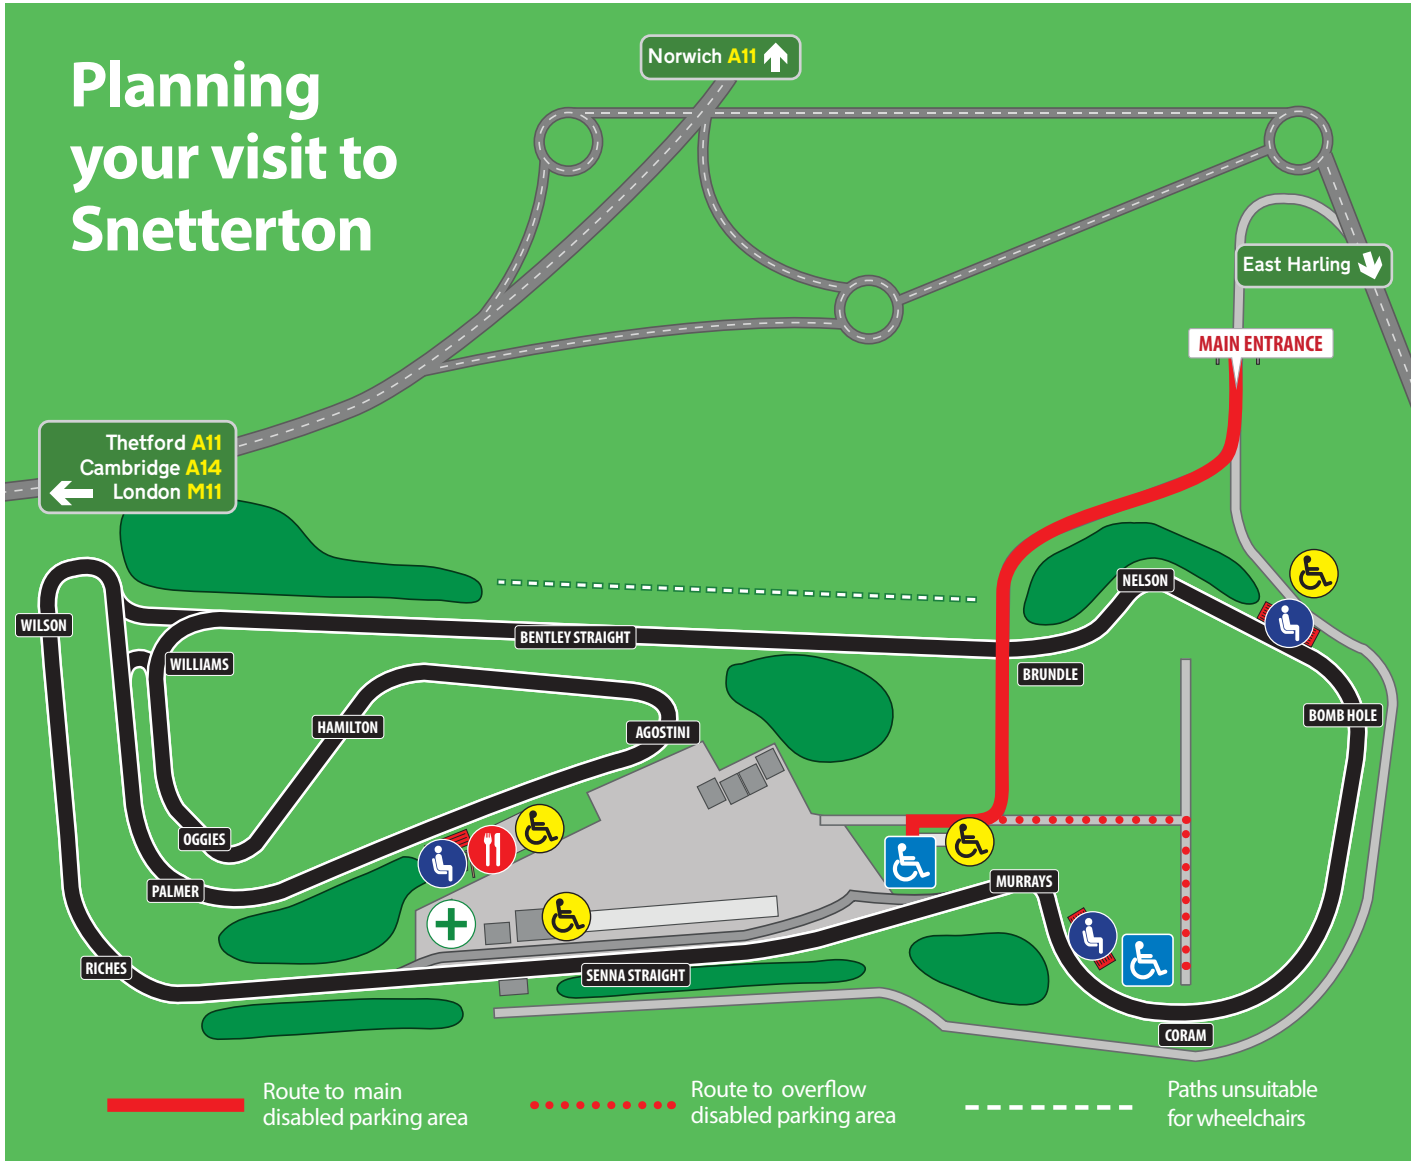 Planning
your visit to
Snetterton
Norwich A11
East Harling
MAIN ENTRANCE
Thetford A11
Cambridge A14
London M11
NELSON
WILSON
BENTLEY STRAIGHT
WILLIAMS
BRUNDLE
HAMILTON
AGOSTINI
BOMB HOLE
OGGIES
PALMER
MURRAYS
RICHES
SENNA STRAIGHT
CORAM
Route to main
disabled parking area
Route to overflow
disabled parking area
Paths unsuitable
for wheelchairs